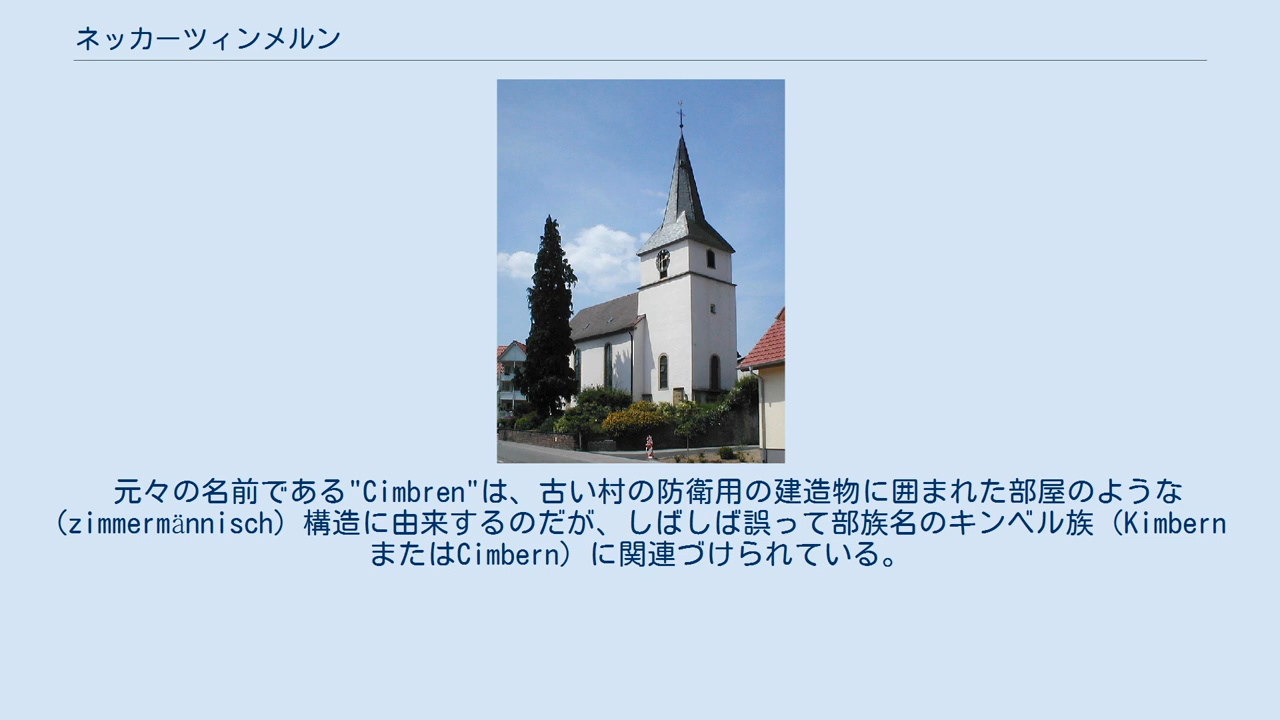 ネッカーツィンメルン
元々の名前である"Cimbren"は、古い村の防衛用の建造物に囲まれた部屋のような
（zimmermännisch）構造に由来するのだが、しばしば誤って部族名のキンベル族（Kimbern
またはCimbern）に関連づけられている。